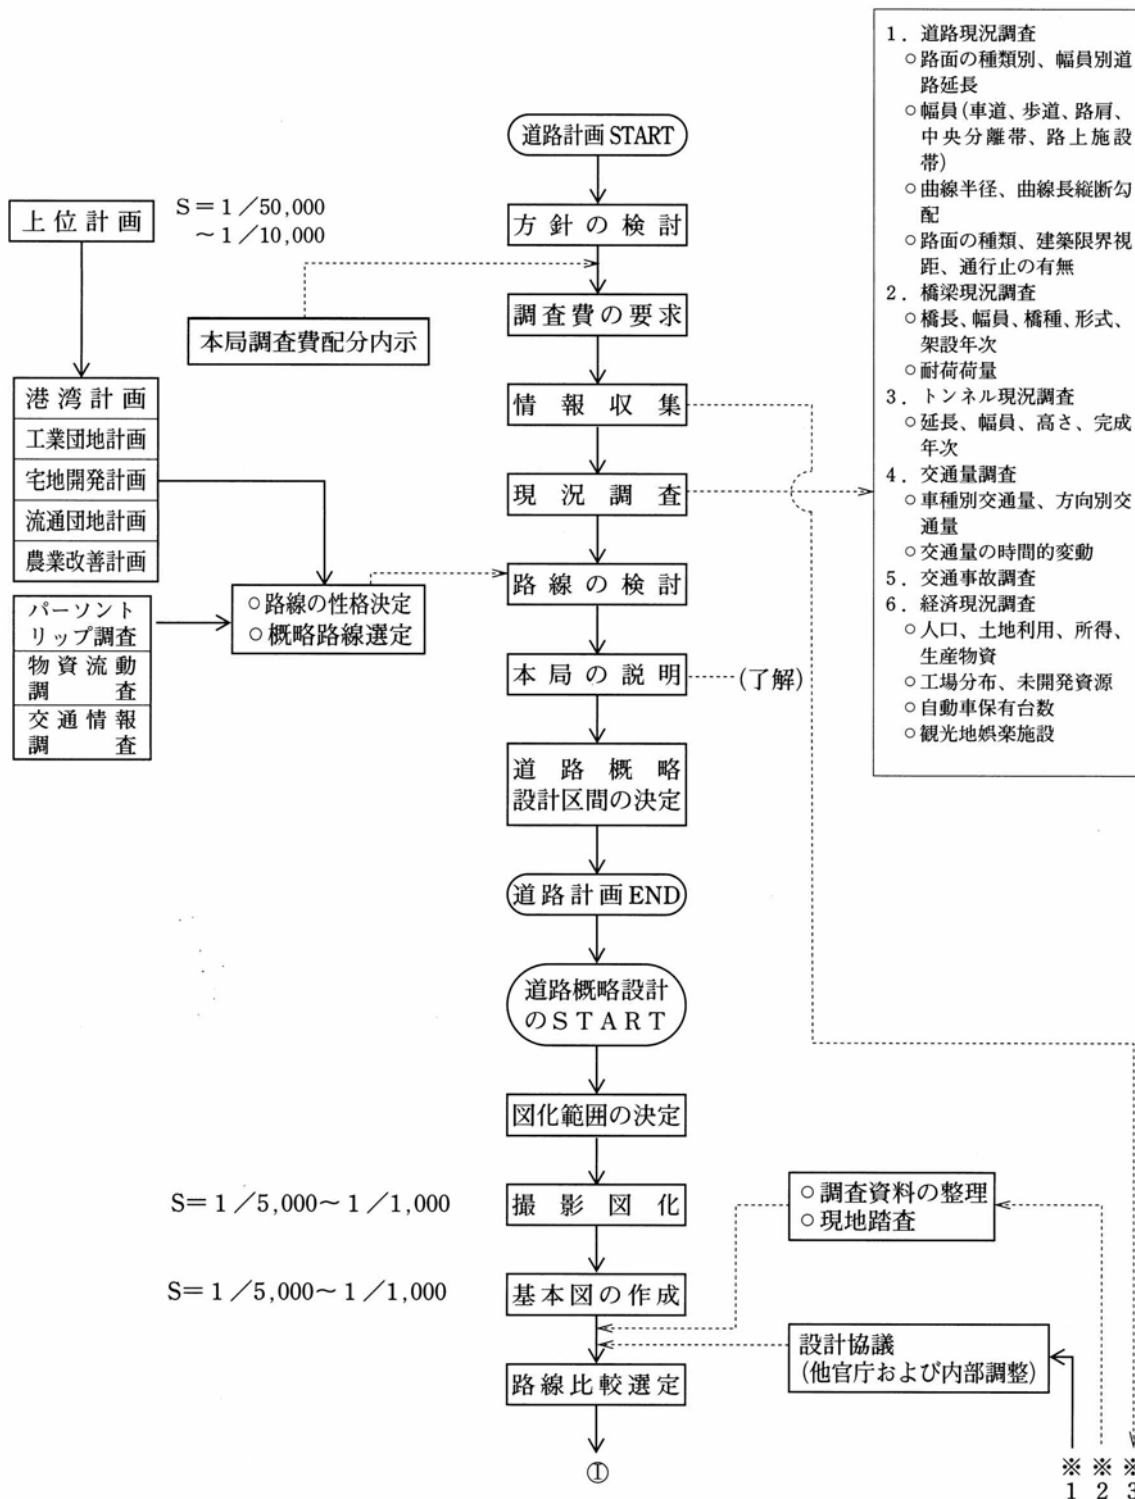 道路計画 START
方針の検討
調査費の要求
情報収集
現況調査
路線の検討
本局の説明
(了解)
道路概略
設計区間の決定
道路計画 END
道路概略設計
のSTART
図化範囲の決定
撮影図化
基本図の作成
路線比較選定
①
上位計画
S=1/50,000
~1/10,000
本局調査費配分内示
港湾計画
工業団地計画
宅地開発計画
流通団地計画
農業改善計画
パーソント
リップ調査
物資流動
調査
交通情報
調査
○路線の性格決定
○概略路線選定
S=1/5,000~1/1,000
S=1/5,000~1/1,000
1.道路現況調査
○路面の種類別、幅員別道
路延長
○幅員(車道、歩道、路肩、
中央分離帯、路上施設
帯)
○曲線半径、曲線長縦断勾
配
○路面の種類、建築限界視
距、通行止の有無
2.橋梁現況調査
○橋長、幅員、橋種、形式、
架設年次
○耐荷荷量
3.トンネル現況調査
○延長、幅員、高さ、完成
年次
4.交通量調査
○車種別交通量、方向別交
通量
○交通量の時間的変動
5.交通事故調査
6.経済現況調査
○人口、土地利用、所得、
生産物資
○工場分布、未開発資源
○自動車保有台数
○観光地娯楽施設
○調査資料の整理
○現地踏査
設計協議
(他官庁および内部調整)
※ ※ ※
1 2 3